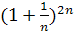 (1 + 1/n)^{2n}